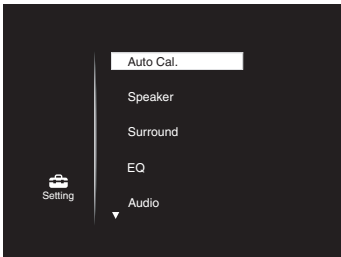 Auto Cal.
Speaker
Surround
EQ
Setting
Audio